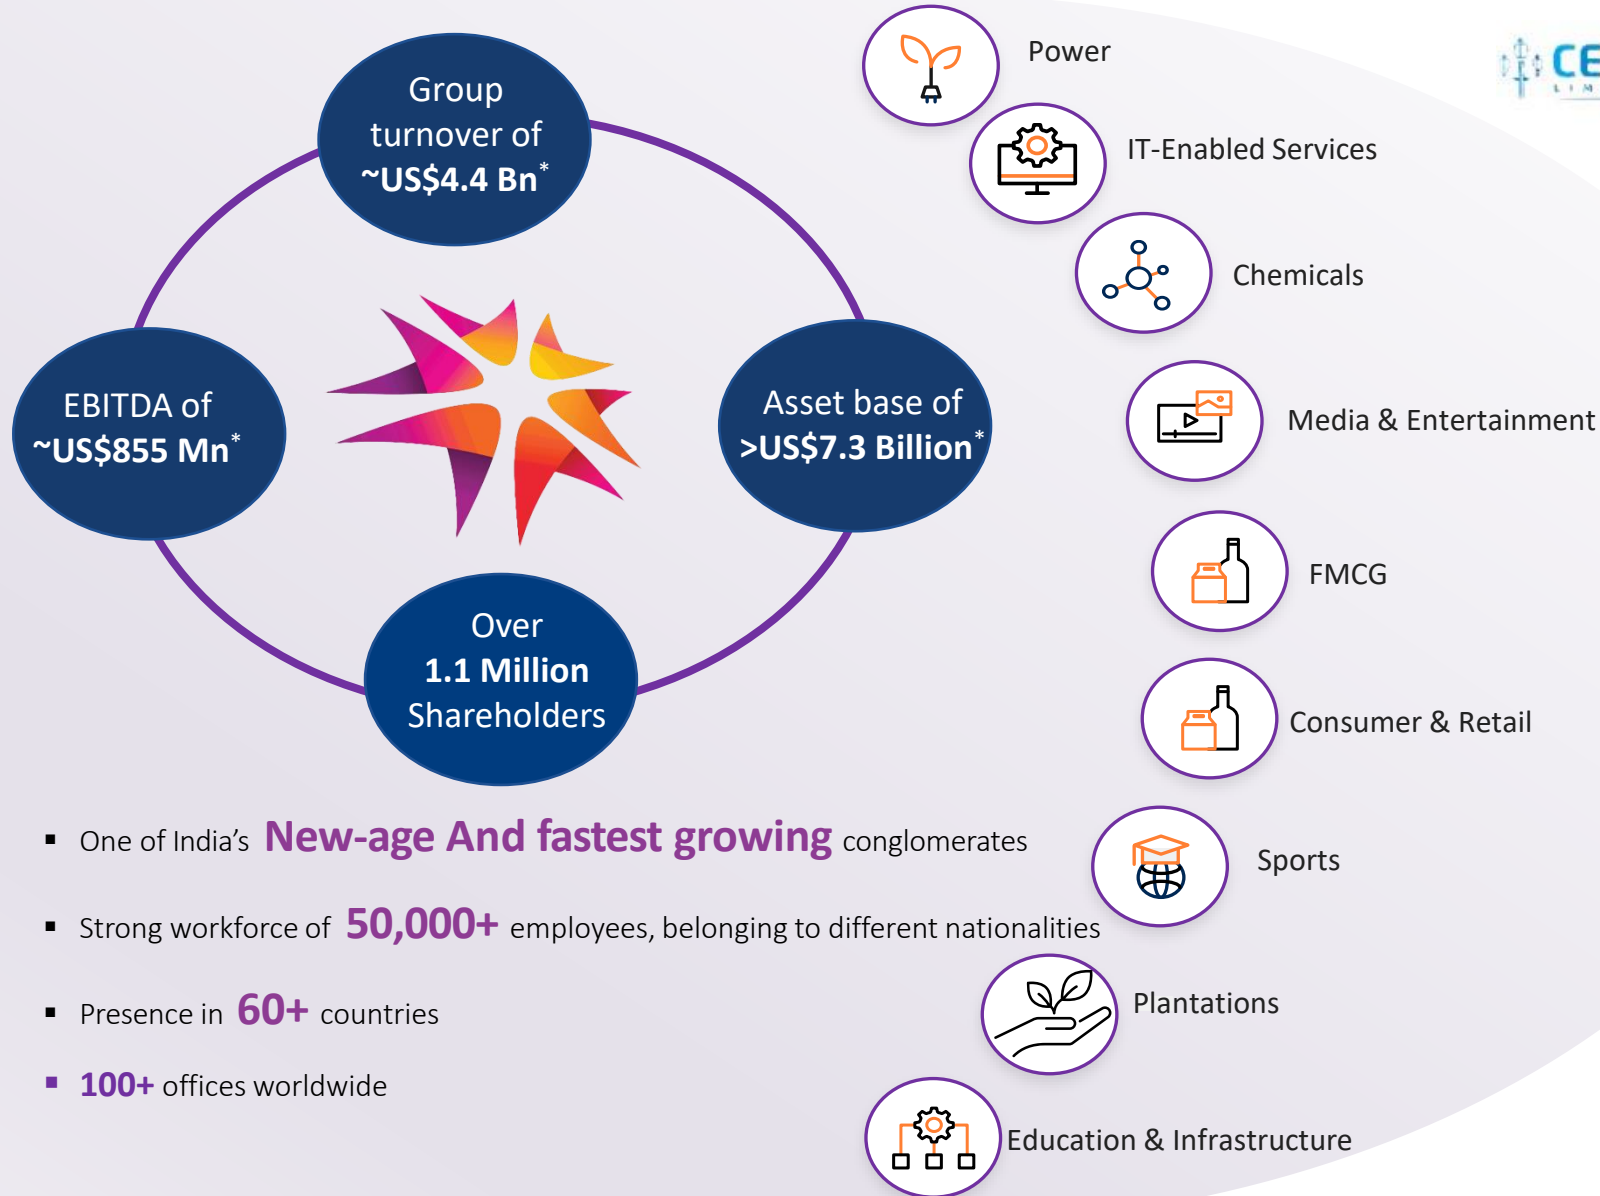 Group
turnover of
~US$4.4 Bn*
EBITDA of
~US$855 Mn*
Asset base of
>US$7.3 Billion*
Over
1.1 Million
Shareholders
▪ One of India’s New-age And fastest growing conglomerates
▪ Strong workforce of 50,000+ employees, belonging to different nationalities
▪ Presence in 60+ countries
▪ 100+ offices worldwide
Power
IT-Enabled Services
Chemicals
Media & Entertainment
FMCG
Consumer & Retail
Sports
Plantations
Education & Infrastructure